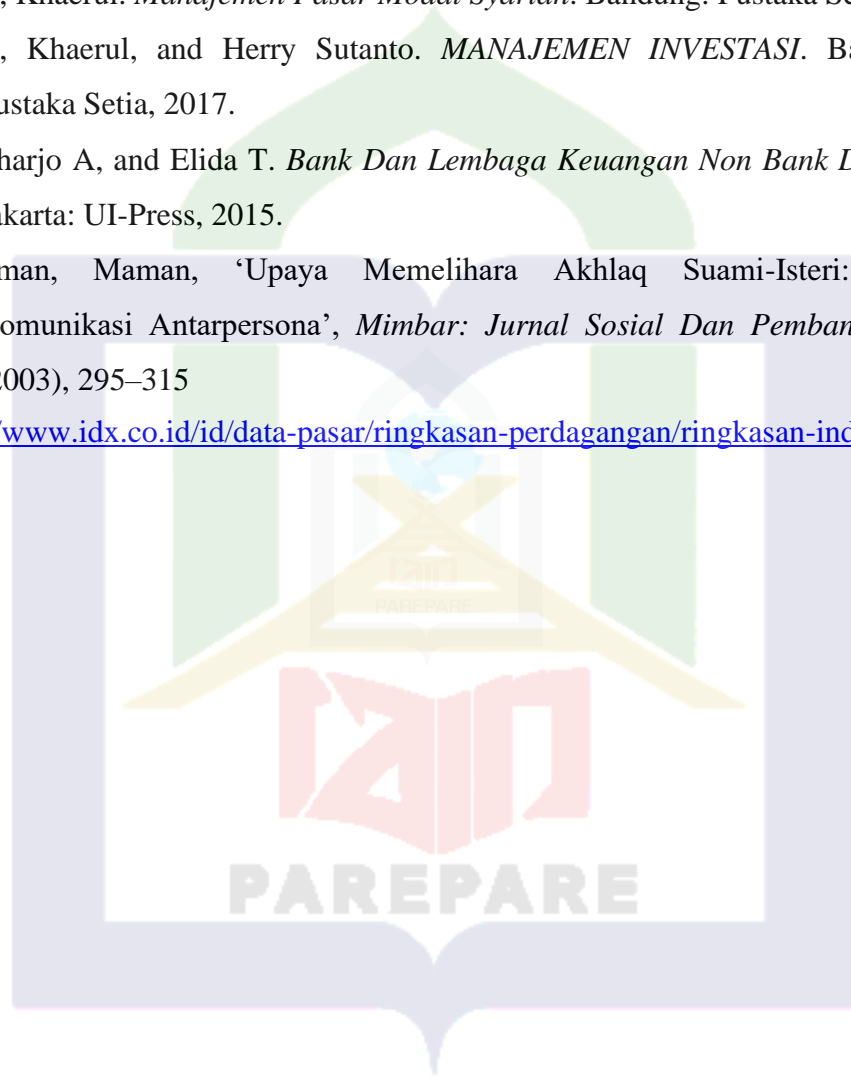 , Khaerul. Manajemen Pasar Modal Syariah. Bandung: Pustaka Se
, Khaerul, and Herry Sutanto. MANAJEMEN INVESTASI. Ba
ustaka Setia, 2017.
harjo A, and Elida T. Bank Dan Lembaga Keuangan Non Bank D
akarta: UI-Press, 2015.
man, Maman, ‘Upaya Memelihara Akhlaq Suami-Isteri:
omunikasi Antarpersona’, Mimbar: Jurnal Sosial Dan Pemban
2003), 295–315
/www.idx.co.id/id/data-pasar/ringkasan-perdagangan/ringkasan-ind
PAREPARE
PAREPARE